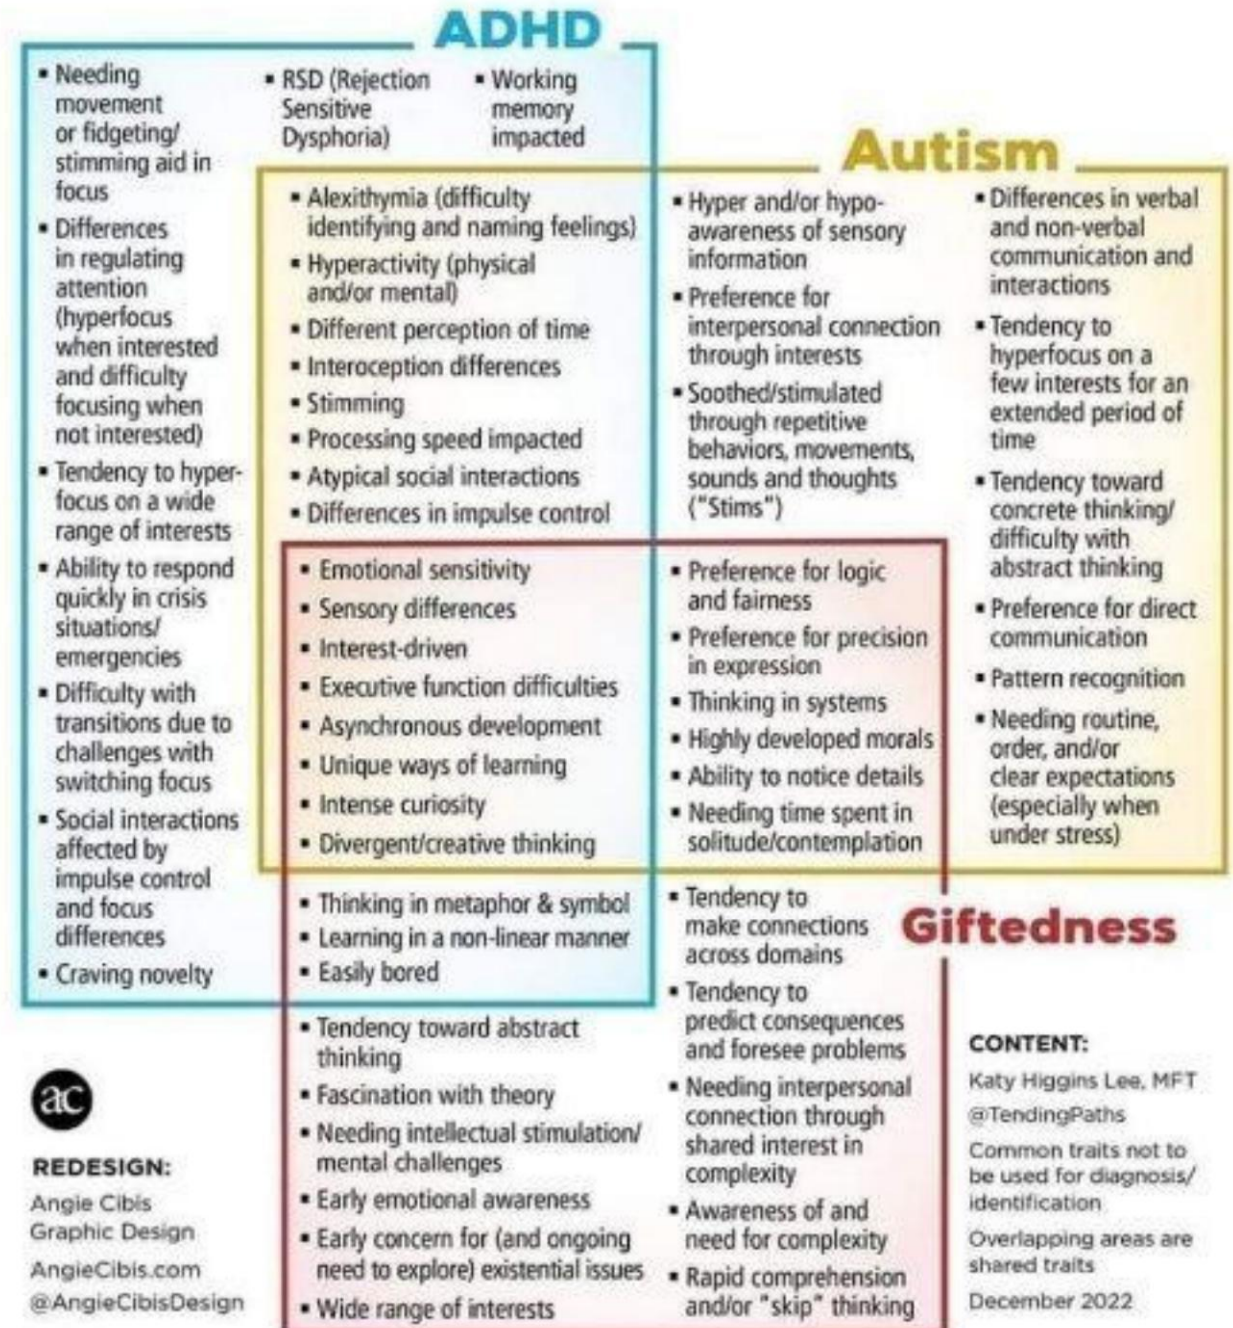 ADHD
▪ Needing
movement
or fidgeting/
stimming aid in
focus
▪ Differences
in regulating
attention
(hyperfocus
when interested
and difficulty
focusing when
not interested)
▪ Tendency to hyper-
focus on a wide
range of interests
▪ Ability to respond
quickly in crisis
situations/
emergencies
▪ Difficulty with
transitions due to
challenges with
switching focus
▪ Social interactions
affected by
impulse control
and focus
differences
▪ Craving novelty
▪ RSD (Rejection
Sensitive
Dysphoria)
▪ Working
memory
impacted
Autism
▪ Alexithymia (difficulty
identifying and naming feelings)
▪ Hyperactivity (physical
and/or mental)
▪ Different perception of time
▪ Interoception differences
▪ Stimming
▪ Processing speed impacted
▪ Atypical social interactions
▪ Differences in impulse control
▪ Hyper and/or hypo-
awareness of sensory
information
▪ Preference for
interpersonal connection
through interests
▪ Soothed/stimulated
through repetitive
behaviors, movements,
sounds and thoughts
("Stims")
▪ Differences in verbal
and non-verbal
communication and
interactions
▪ Tendency to
hyperfocus on a
few interests for an
extended period of
time
▪ Tendency toward
concrete thinking/
difficulty with
abstract thinking
▪ Preference for direct
communication
▪ Pattern recognition
▪ Needing routine,
order, and/or
clear expectations
(especially when
under stress)
▪ Emotional sensitivity
▪ Sensory differences
▪ Interest-driven
▪ Executive function difficulties
▪ Asynchronous development
▪ Unique ways of learning
▪ Intense curiosity
▪ Divergent/creative thinking
▪ Preference for logic
and fairness
▪ Preference for precision
in expression
▪ Thinking in systems
▪ Highly developed morals
▪ Ability to notice details
▪ Needing time spent in
solitude/contemplation
▪ Thinking in metaphor & symbol
▪ Learning in a non-linear manner
▪ Easily bored
Giftedness
▪ Tendency toward abstract
thinking
▪ Fascination with theory
▪ Needing intellectual stimulation/
mental challenges
▪ Early emotional awareness
▪ Early concern for (and ongoing
need to explore) existential issues
▪ Wide range of interests
▪ Tendency to
make connections
across domains
▪ Tendency to
predict consequences
and foresee problems
▪ Needing interpersonal
connection through
shared interest in
complexity
▪ Awareness of and
need for complexity
▪ Rapid comprehension
and/or "skip" thinking
ac
REDESIGN:
Angie Cibis
Graphic Design
AngieCibis.com
@AngieCibisDesign
CONTENT:
Katy Higgins Lee, MFT
@TendingPaths
Common traits not to
be used for diagnosis/
identification
Overlapping areas are
shared traits
December 2022